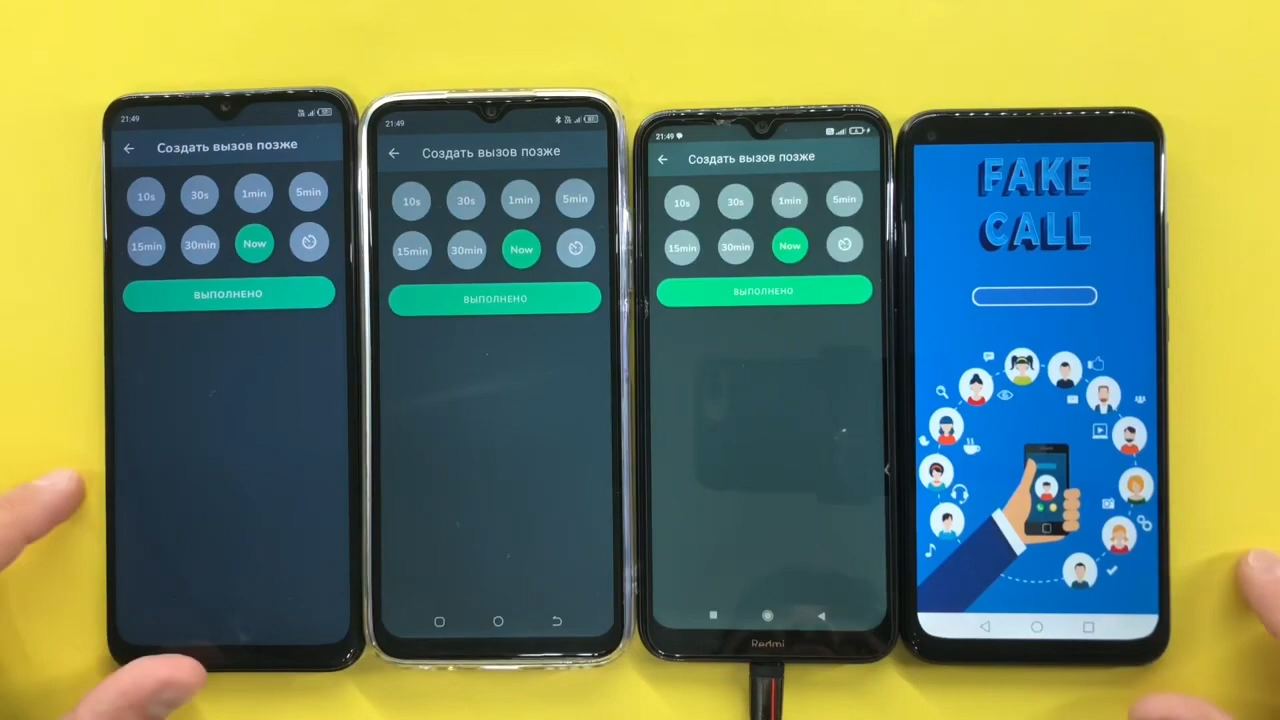 21:49
Создать вызов позже
10s 30s 1min 5min
15min 30min Now
ВЫПОЛНЕНО
21:49
Создать вызов позже
10s 30s 1min 5min
15min 30min Now
ВЫПОЛНЕНО
21:49
Создать вызов позже
10s 30s 1min 5min
15min 30min Now
ВЫПОЛНЕНО
Redmi
FAKE
CALL